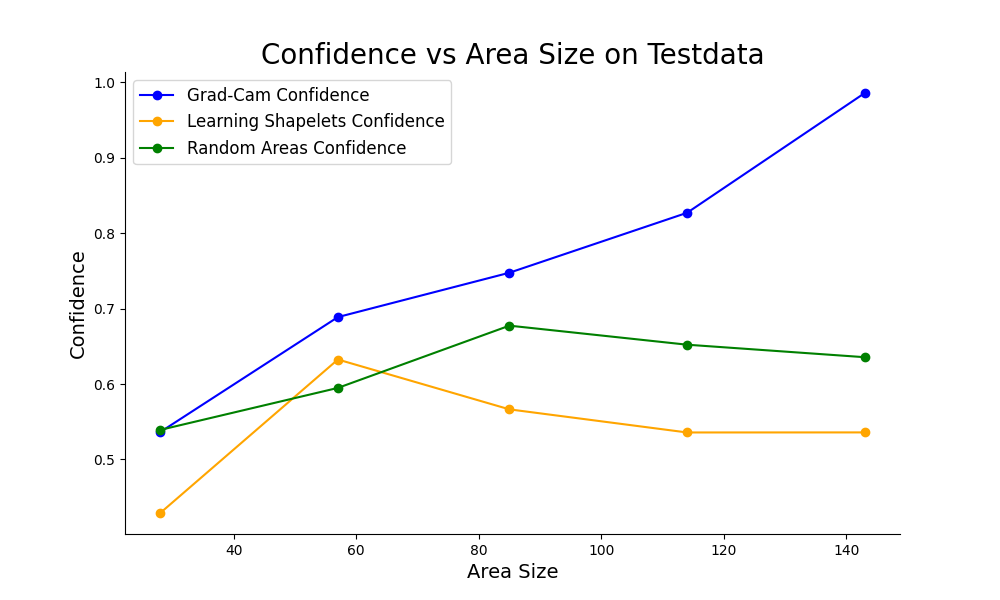 Confidence vs Area Size on Testdata
Grad-Cam Confidence
Learning Shapelets Confidence
Random Areas Confidence
Confidence
1.0
0.9
0.8
0.7
0.6
0.5
40 60 80 100 120 140
Area Size